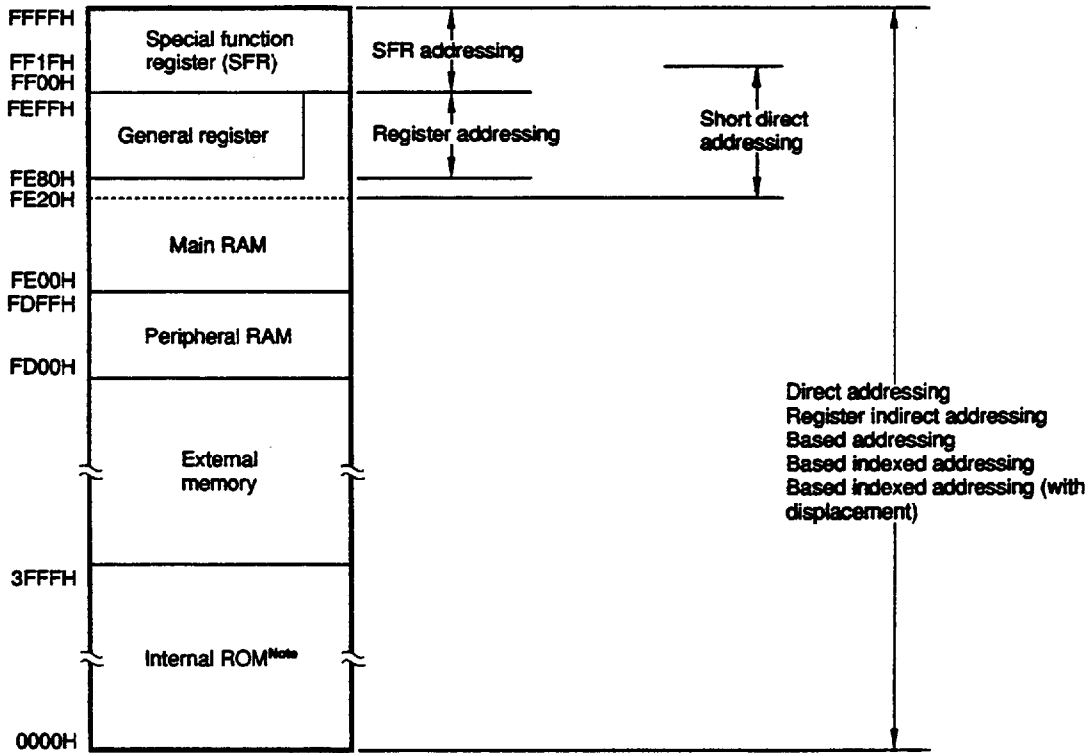 FFFFH
Special function
register (SFR)
SFR addressing
FF1FH
FF00H
FEFFH
General register
Register addressing
Short direct
addressing
FE80H
FE20H
Main RAM
FE00H
FDFFH
Peripheral RAM
FD00H
Direct addressing
Register indirect addressing
Based addressing
Based indexed addressing
Based indexed addressing (with
displacement)
External
memory
3FFFH
Internal ROM Note
0000H